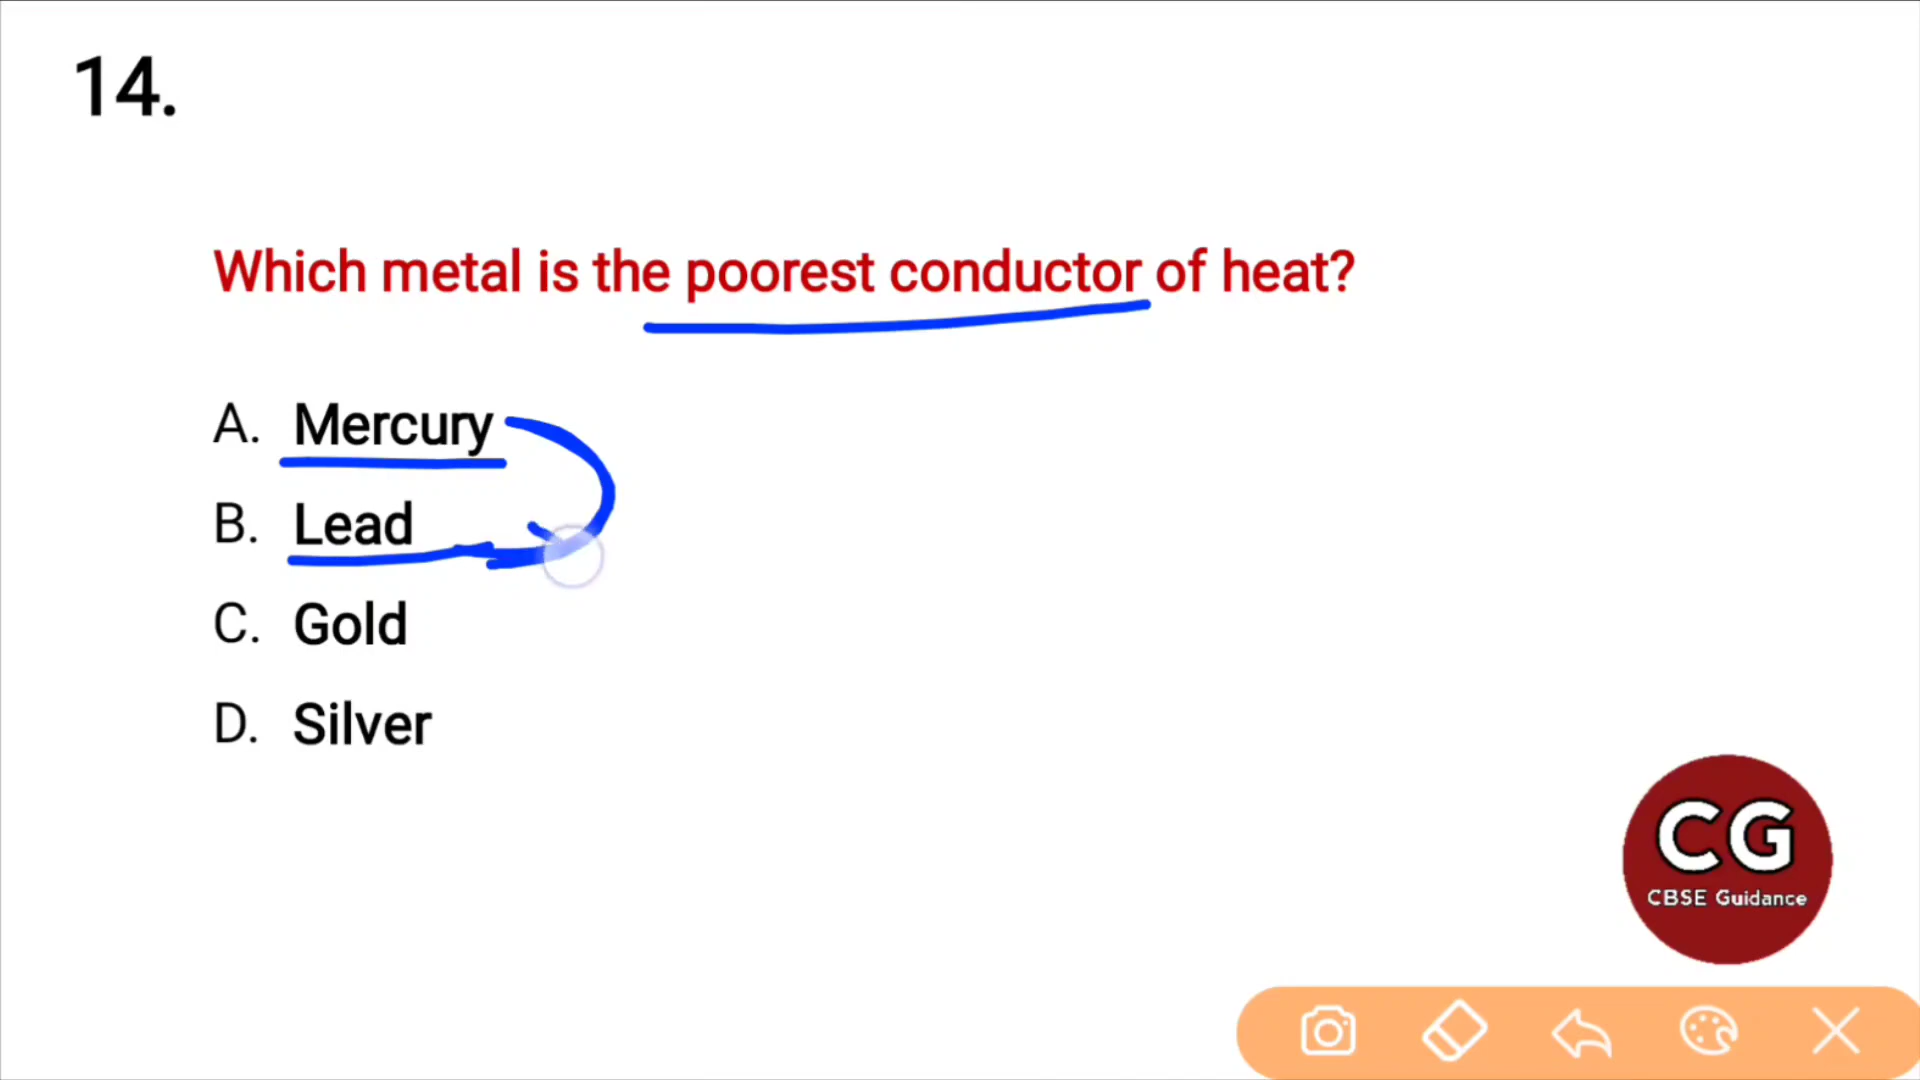 14.
Which metal is the poorest conductor of heat?
A. Mercury
B. Lead
C. Gold
D. Silver
CG
CBSE Guidance